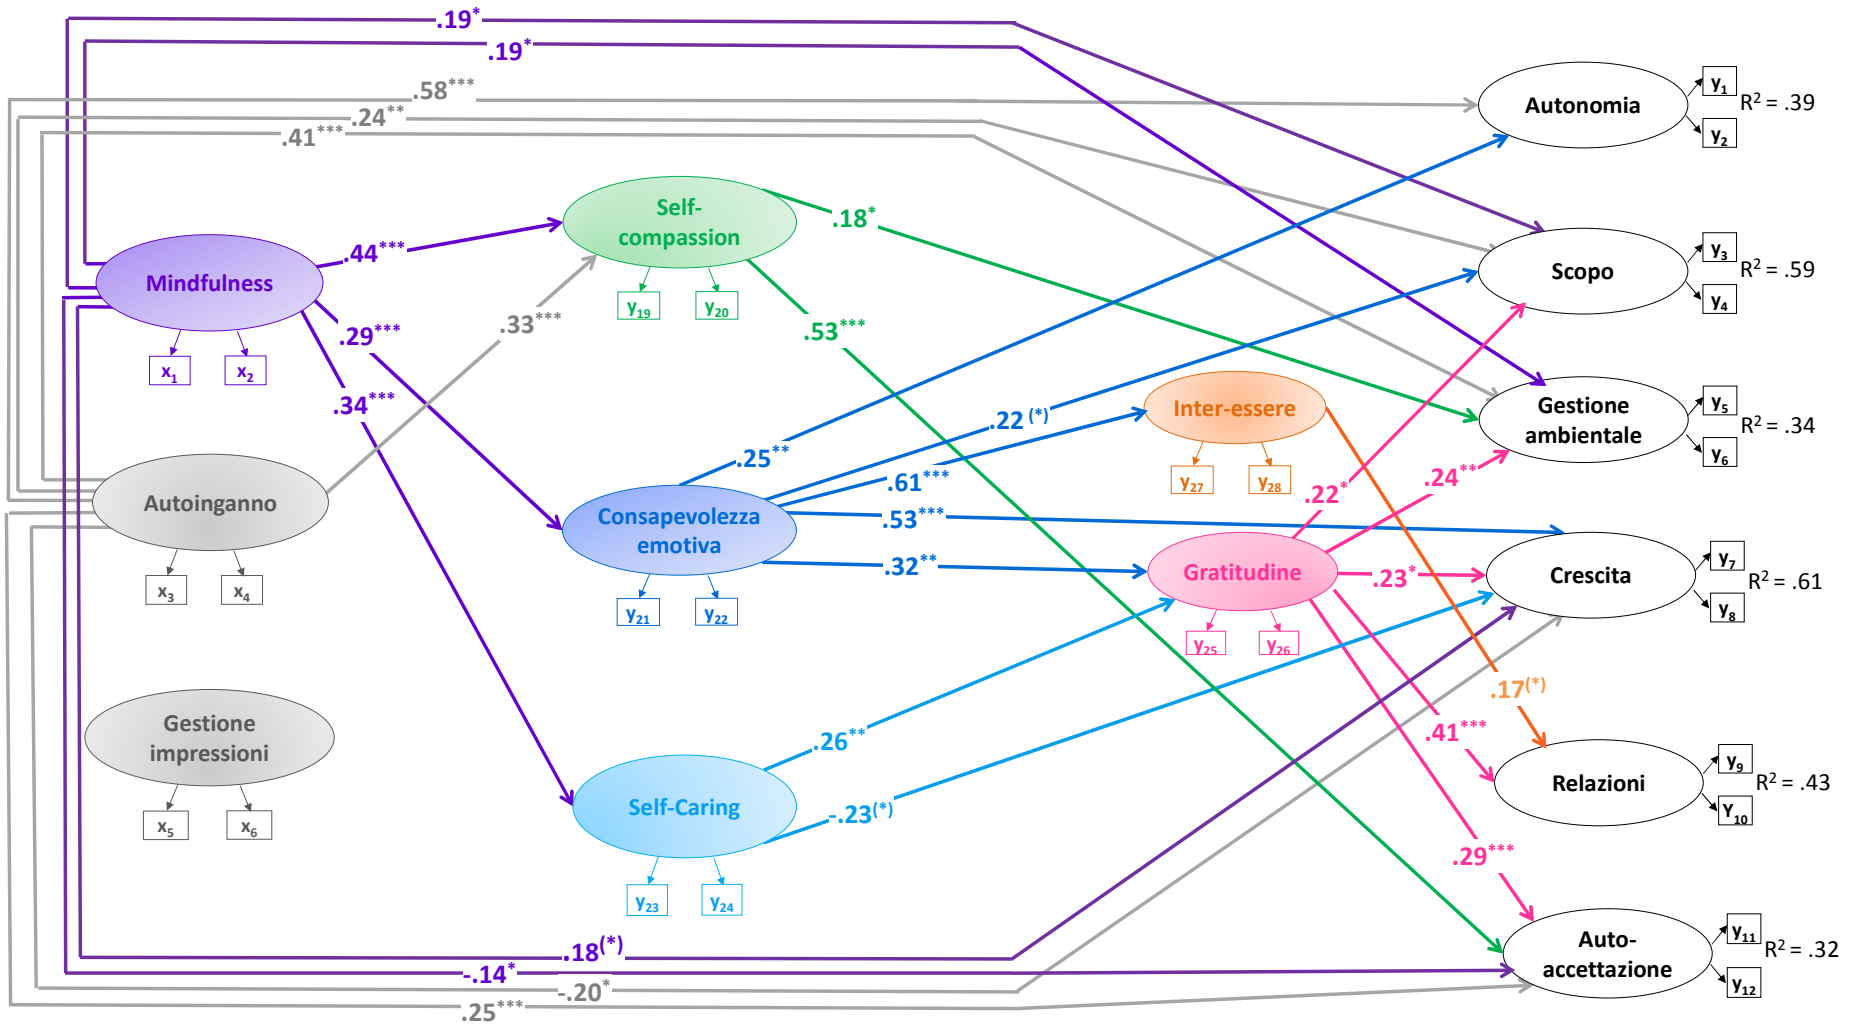 .19*
.19*
.58***
.24**
.41***
Autonomia
y1
y2
R2 = .39
Self-
compassion
.18*
y19
y20
Mindfulness
.44***
x1
x2
.29***
.33***
.53***
.34***
Scopo
y3
y4
R2 = .59
Inter-essere
y27
y28
Gestione
ambientale
y5
y6
R2 = .34
.22(*)
.25**
.61***
.22*
.24**
Autoinganno
x3
x4
Consapevolezza
emotiva
y21
y22
.53***
.32**
Gratitudine
y25
y26
.23*
Crescita
y7
y8
R2 = .61
Gestione
impressioni
x5
x6
.26**
Self-Caring
-.23(*)
y23
y24
.17(*)
.41***
Relazioni
y9
Y10
R2 = .43
.29***
Auto-
accettazione
y11
y12
R2 = .32
.18(*)
-.14*
-.20*
.25***